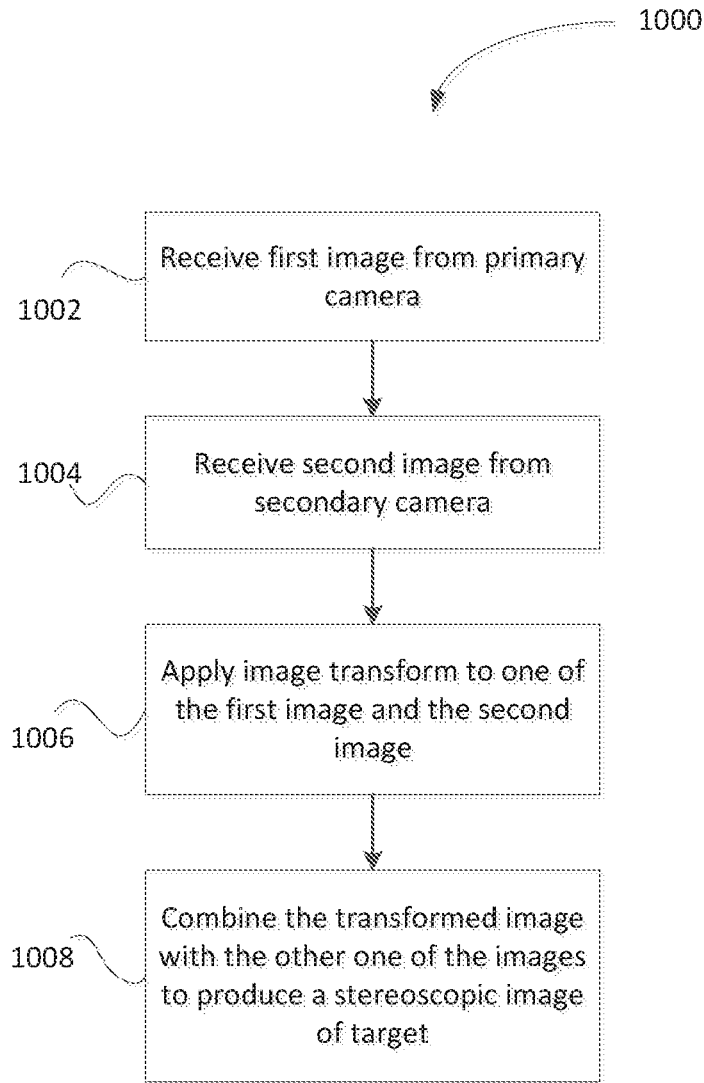 1000
Receive first image from primary
camera
1002
Receive second image from
secondary camera
1004
Apply image transform to one of
the first image and the second
image
1006
Combine the transformed image
with the other one of the images
to produce a stereoscopic image
of target
1008